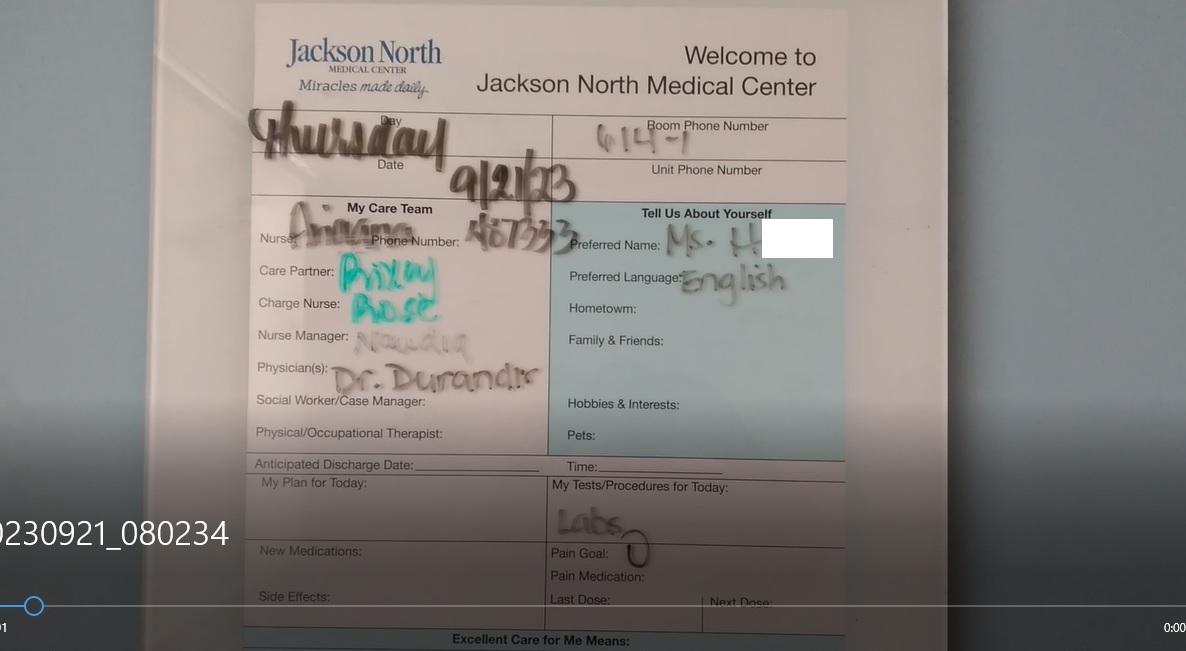 Jackson North
MEDICAL CENTER
Miracles made daily.
Welcome to
Jackson North Medical Center
Day
Thursday
Room Phone Number
614-1
Date
9/21/23
Unit Phone Number
My Care Team
Tell Us About Yourself
Nurse: Phone Number:
Preferred Name: Ms. H
Care Partner:
Preferred Language: English
Charge Nurse: Rose
Hometowm:
Nurse Manager:
Family & Friends:
Physician(s): Dr.
Social Worker/Case Manager:
Hobbies & Interests:
Physical/Occupational Therapist:
Pets:
Anticipated Discharge Date:
Time:
My Plan for Today:
My Tests/Procedures for Today:
Labs
New Medications:
Pain Goal: 0
Pain Medication:
Side Effects:
Last Dose:
Next Dose:
Excellent Care for Me Means:
0230921_080234
01
0:00